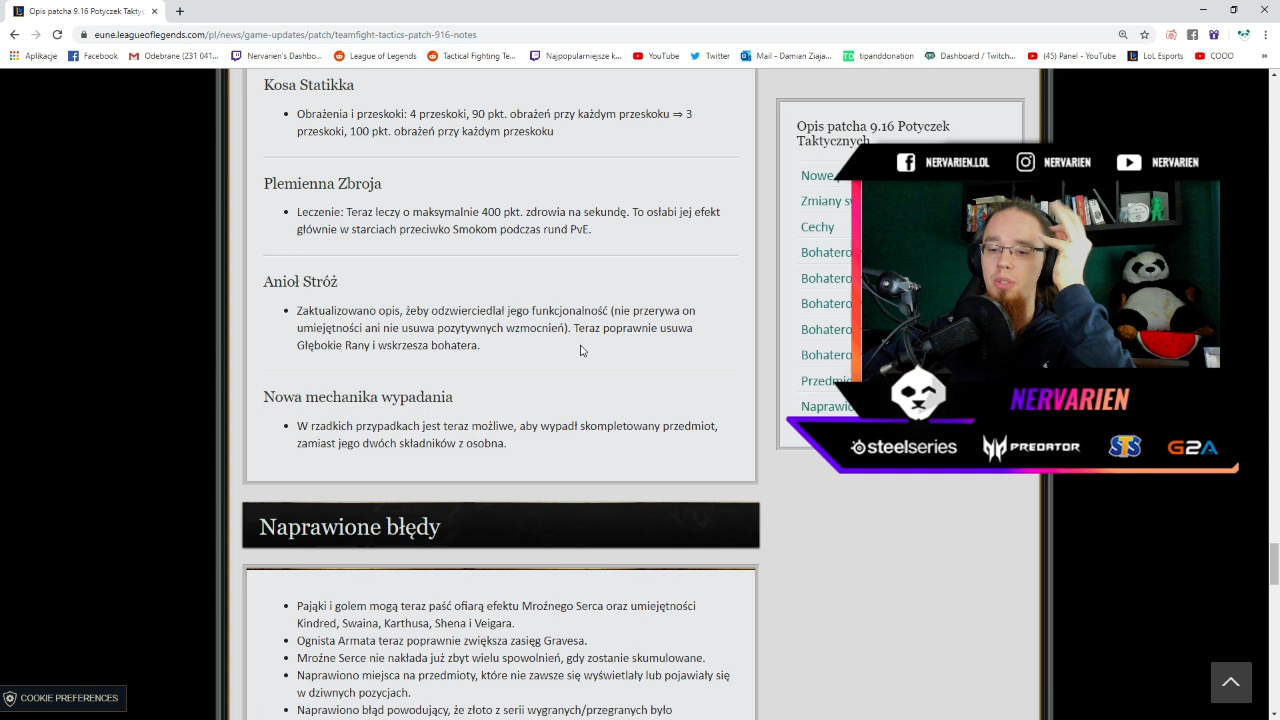 Opis patcha 9.16 Potyczek Takty
eune.leagueoflegends.com/pl/news/game-updates/patch/teamfight-tactics-patch-916-notes
Aplikacje
Facebook
Odebrane (231 041...
Nervarien's Dashbo...
League of Legends
Tactical Fighting Te...
Najpopularniejsze k...
YouTube
Twitter
Mail - Damian Ziaja...
tipanddonation
Dashboard / Twitch...
(45) Panel - YouTube
LoL Esports
COOO
Kosa Statikka
Obrażenia i przeskoki: 4 przeskoki, 90 pkt. obrażeń przy każdym przeskoku ⇒ 3
przeskoki, 100 pkt. obrażeń przy każdym przeskoku
Plemienna Zbroja
Leczenie: Teraz leczy o maksymalnie 400 pkt. zdrowia na sekundę. To osłabi jej efekt
głównie w starciach przeciwko Smokom podczas rund PvE.
Anioł Stróż
Zaktualizowano opis, żeby odzwierciedlał jego funkcjonalność (nie przerywa on
umiejętności ani nie usuwa pozytywnych wzmocnień). Teraz poprawnie usuwa
Głębokie Rany i wskrzesza bohatera.
Nowa mechanika wypadania
W rzadkich przypadkach jest teraz możliwe, aby wypadł skompletowany przedmiot,
zamiast jego dwóch składników z osobna.
Naprawione błędy
Pająki i golem mogą teraz paść ofiarą efektu Mroźnego Serca oraz umiejętności
Kindred, Swaina, Karthusa, Shena i Veigara.
Ognista Armata teraz poprawnie zwiększa zasięg Gravesa.
Mroźne Serce nie nakłada już zbyt wielu spowolnień, gdy zostanie skumulowane.
Naprawiono miejsca na przedmioty, które nie zawsze się wyświetlały lub pojawiały się
w dziwnych pozycjach.
Naprawiono błąd powodujący, że złoto z serii wygranych/przegranych było
Opis patcha 9.16 Potyczek
Taktycznych
Nowe
Zmiany s
Cechy
Bohatero
Bohatero
Bohatero
Bohatero
Bohatero
Przedmio
Naprawio
NERVARIEN.LOL
NERVARIEN
NERVARIEN
NERVARIEN
steelseries
PREDATOR
STS
G2A
COOKIE PREFERENCES